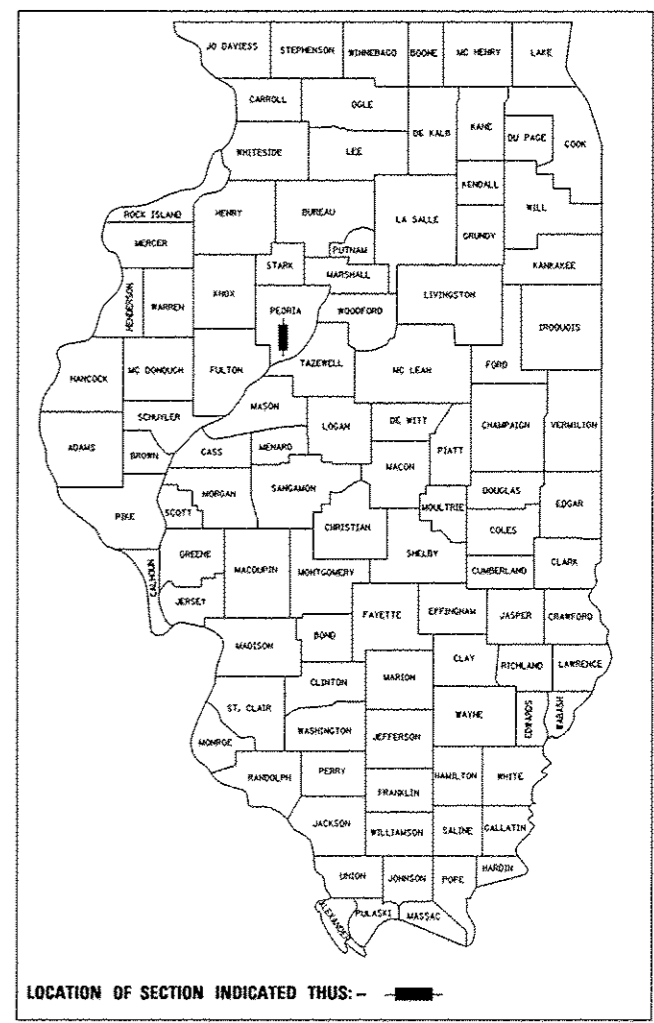 JO DAVIESS STEPHENSON WINNEBAGO BOONE MC HENRY LAKE
CARROLL OGLE DE KALB KANE DU PAGE COOK
WHITESIDE LEE
KENDALL
ROCK ISLAND HENRY BUREAU LA SALLE WILL
MERCER GRUNDY
PUTNAM
STARK KANKAKEE
MARSHALL
HENDERSON WARREN KNOX LIVINGSTON
PEORIA WOODFORD IROQUOIS
HANCOCK MC DONOUGH FULTON TAZEWELL MC LEAN FORD
MASON
SCHUYLER LOGAN DE WITT CHAMPAIGN VERMILIGH
ADAMS BROWN CASS MENARD PIATT
MACON
SANGAMON DOUGLAS
MORGAN MOULTRIE EDGAR
PIKE SCOTT CHRISTIAN COLES
SHELBY
GREENE MACOUPIN MONTGOMERY CUMBERLAND CLARK
CALHOUN
JERSEY FAYETTE EFFINGHAM JASPER CRAWFORD
MADISON BOND
CLAY RICHLAND LAWRENCE
CLINTON MARION
ST. CLAIR WAYNE EDWARDS WABASH
WASHINGTON JEFFERSON
MONROE
RANDOLPH PERRY HAMILTON WHITE
FRANKLIN
JACKSON WILLIAMSON SALINE GALLATIN
UNION JOHNSON POPE HARDIN
ALEXANDER PULASKI MASSAC
LOCATION OF SECTION INDICATED THUS: -